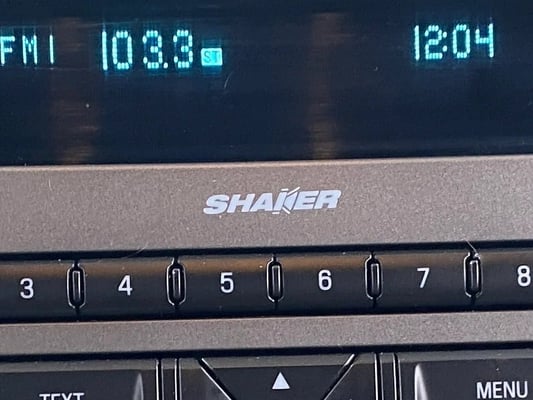 FM1 103.3 ST 12:04
SHAKER
3 4 5 6 7 8
TEXT MENU